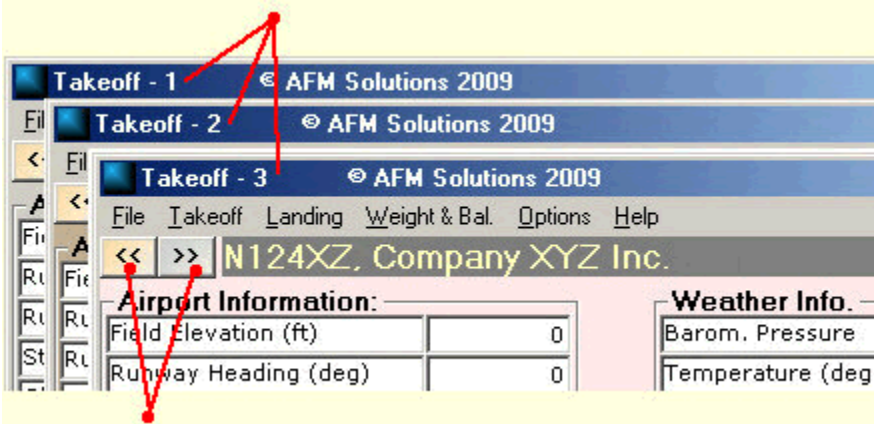 Takeoff - 1 © AFM Solutions 2009
Takeoff - 2 © AFM Solutions 2009
Takeoff - 3 © AFM Solutions 2009
File Takeoff Landing Weight & Bal. Options Help
<< >> N124XZ, Company XYZ Inc.
Airport Information: Weather Info.
Field Elevation (ft) 0 Barom. Pressure
Runway Heading (deg) 0 Temperature (deg